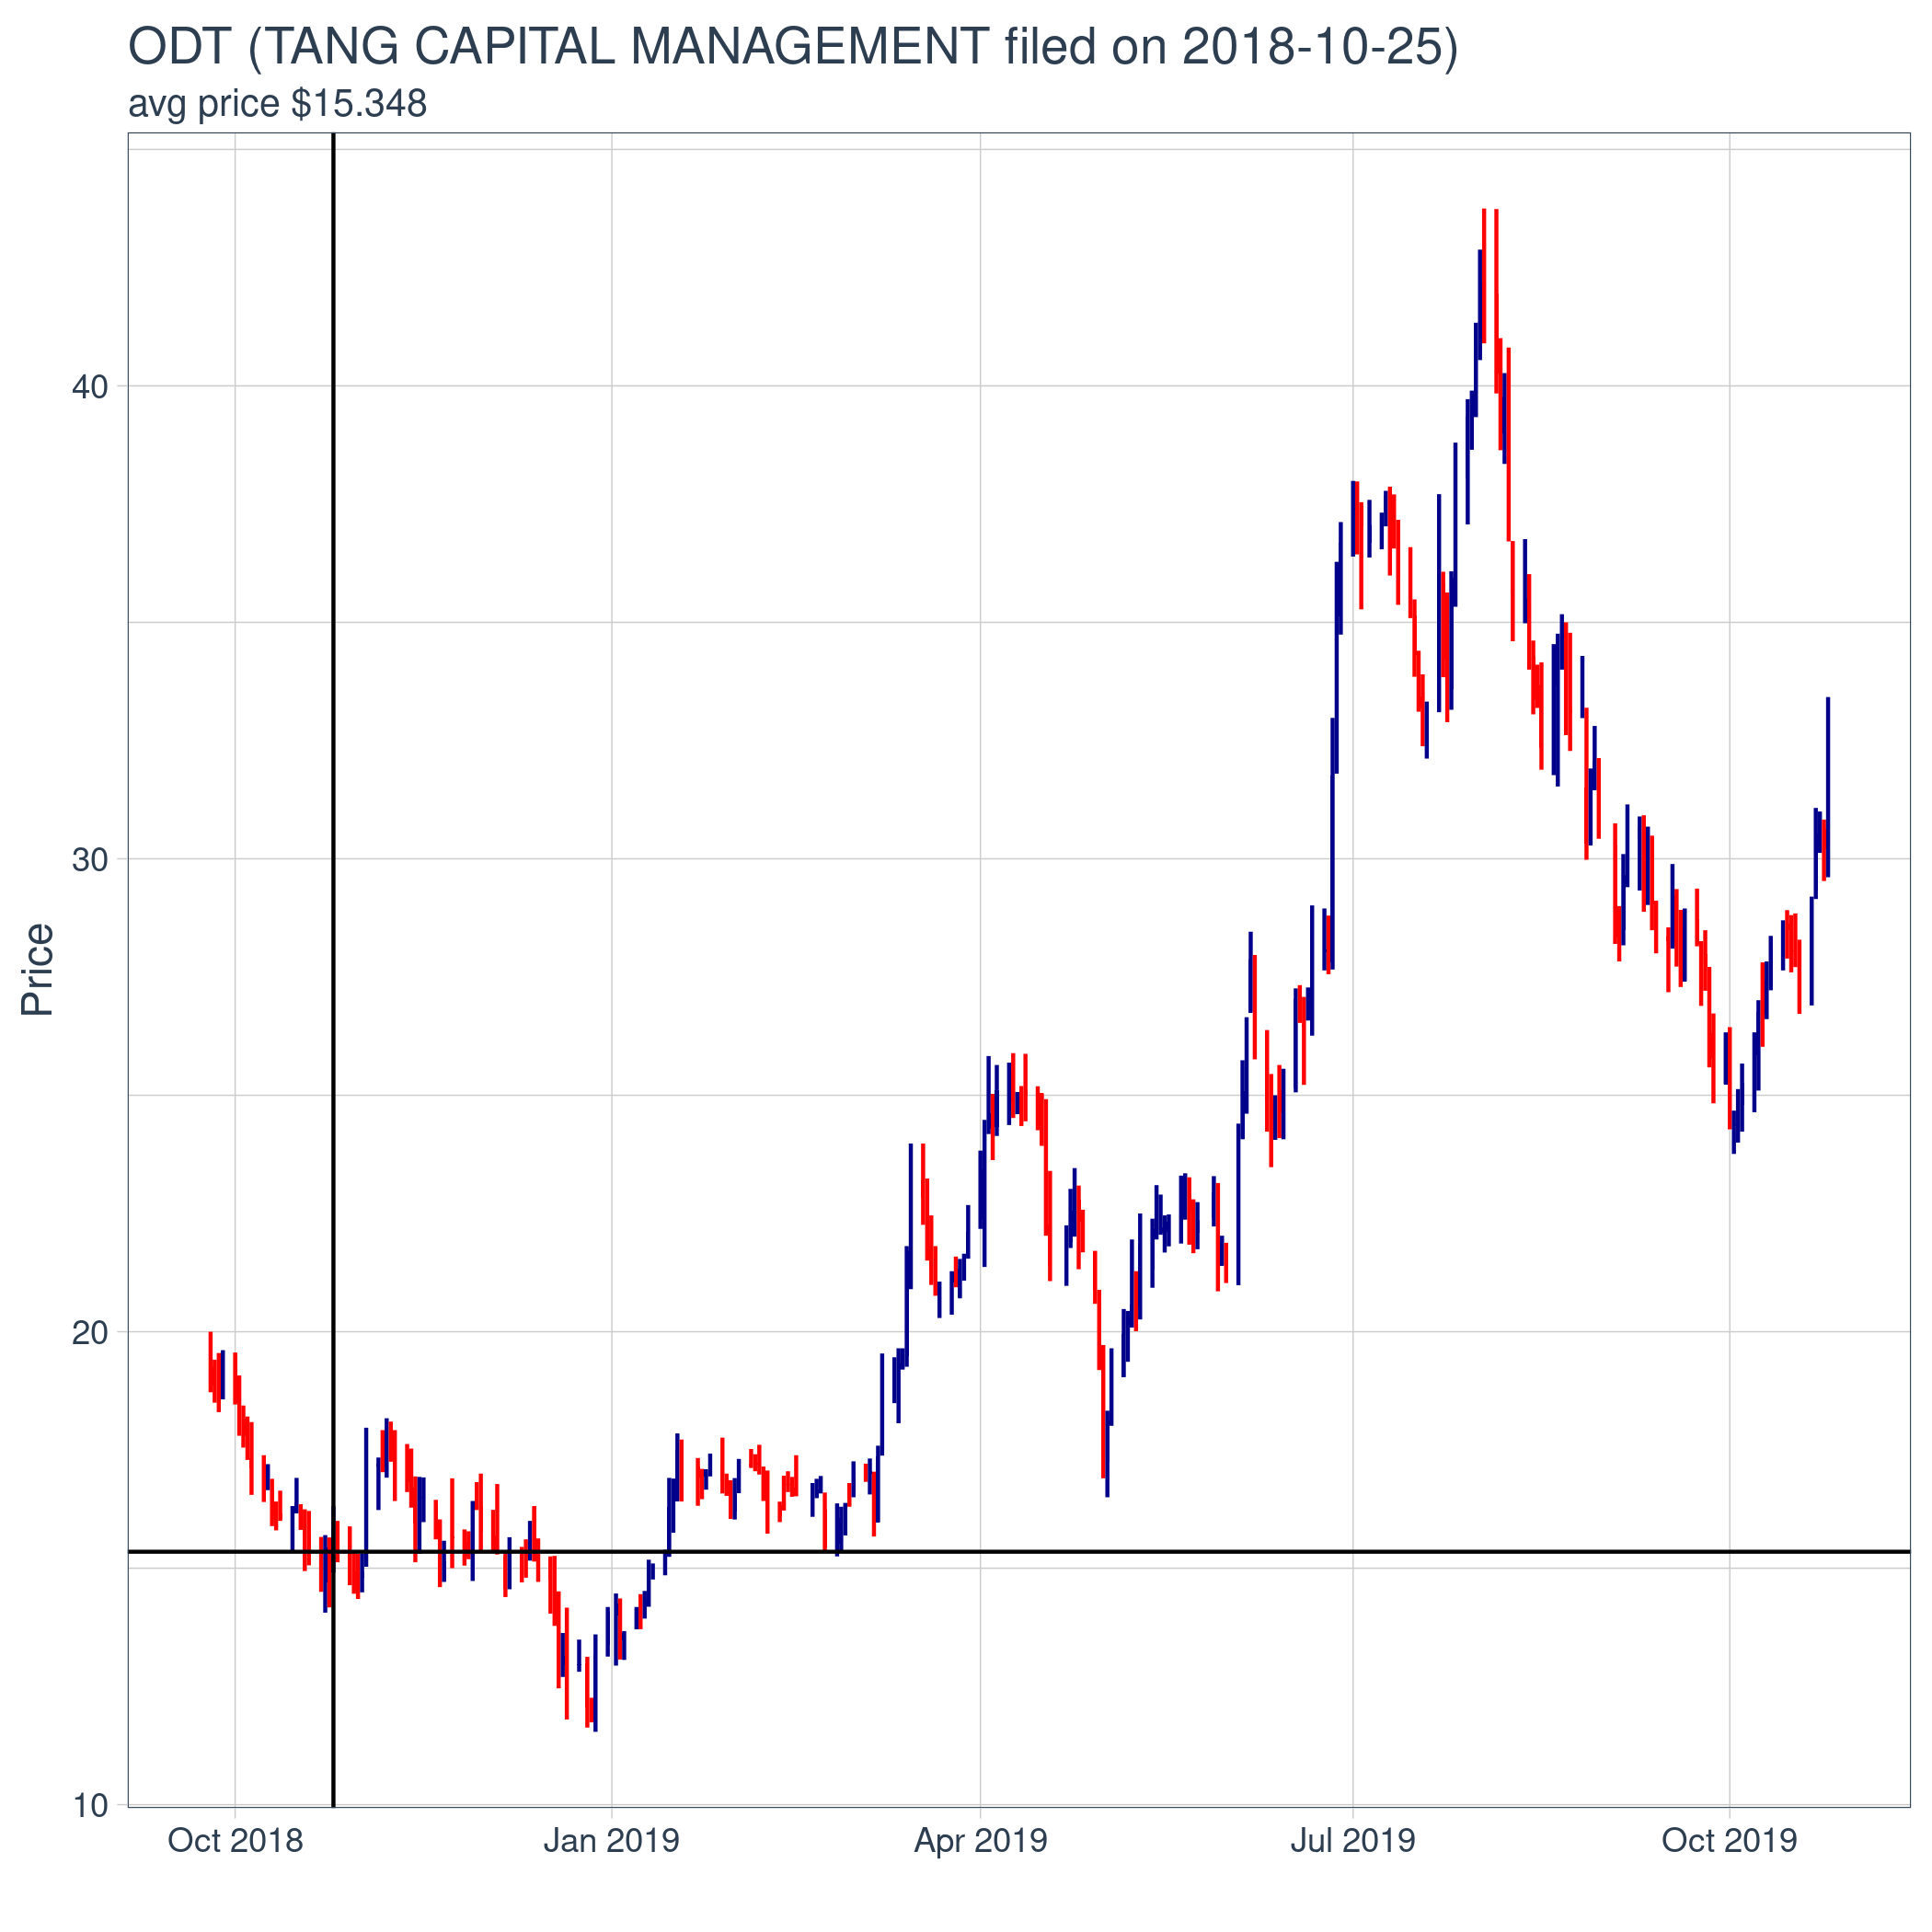 ODT (TANG CAPITAL MANAGEMENT filed on 2018-10-25)
avg price $15.348
40
30
20
10
Price
Oct 2018 Jan 2019 Apr 2019 Jul 2019 Oct 2019